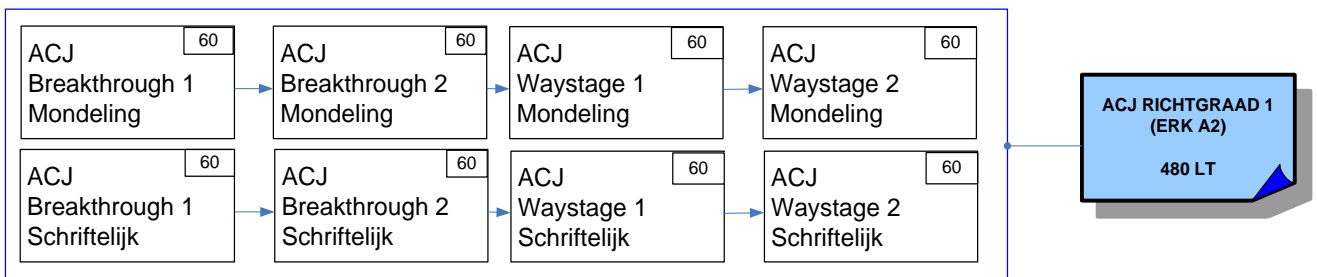 60
ACJ
Breakthrough 1
Mondeling
60
ACJ
Breakthrough 2
Mondeling
60
ACJ
Waystage 1
Mondeling
60
ACJ
Waystage 2
Mondeling
60
ACJ
Breakthrough 1
Schriftelijk
60
ACJ
Breakthrough 2
Schriftelijk
60
ACJ
Waystage 1
Schriftelijk
60
ACJ
Waystage 2
Schriftelijk
ACJ RICHTGRAAD 1
(ERK A2)
480 LT